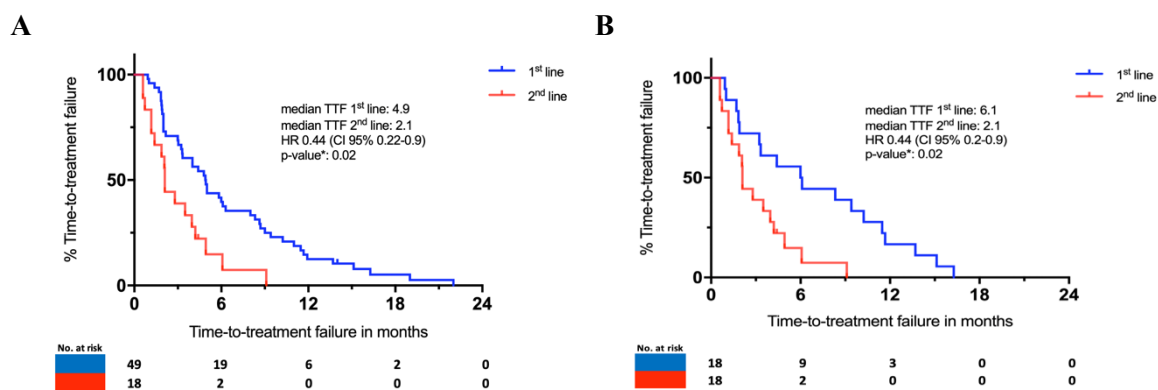 A
% Time-to-treatment failure
100
50
0
0 6 12 18 24
Time-to-treatment failure in months
median TTF 1st line: 4.9
median TTF 2nd line: 2.1
HR 0.44 (CI 95% 0.22-0.9)
p-value*: 0.02
1st line
2nd line
No. at risk
49 19 6 2 0
18 2 0 0 0
B
% Time-to-treatment failure
100
50
0
0 6 12 18 24
Time-to-treatment failure in months
median TTF 1st line: 6.1
median TTF 2nd line: 2.1
HR 0.44 (CI 95% 0.2-0.9)
p-value*: 0.02
1st line
2nd line
No. at risk
18 9 3 0 0
18 2 0 0 0